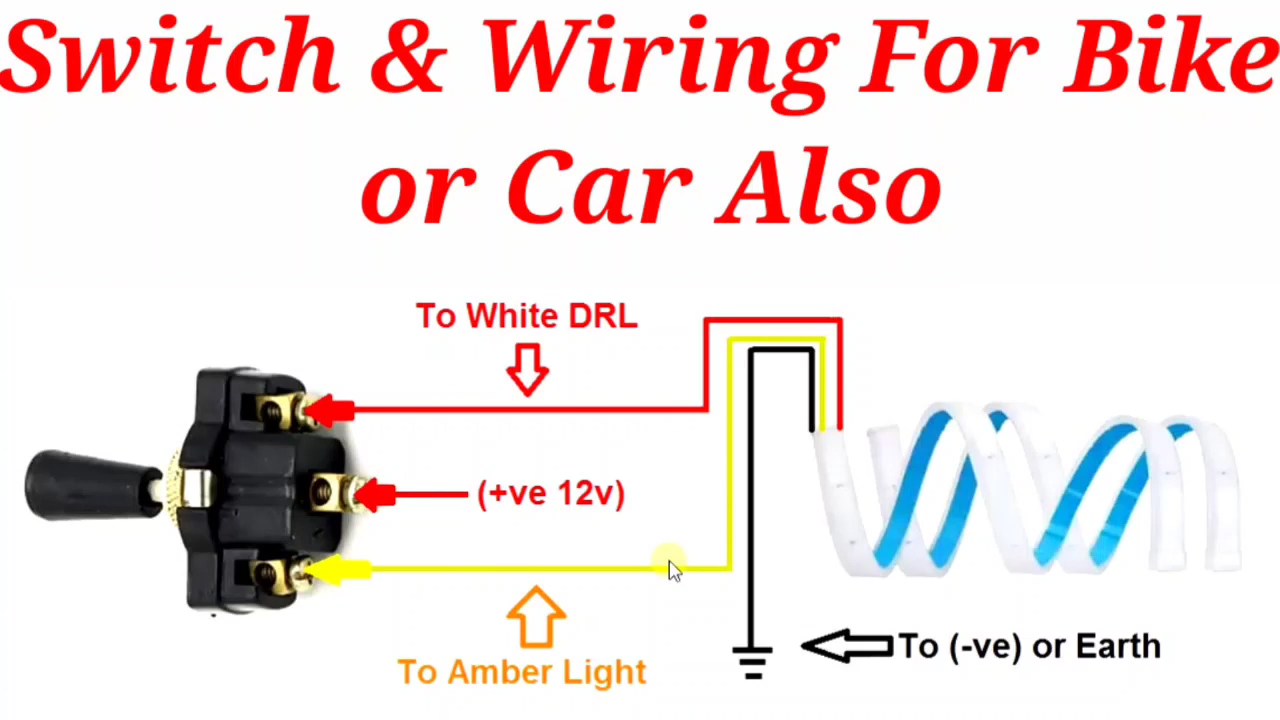 Switch & Wiring For Bike
or Car Also
To White DRL
(+ve 12v)
To (-ve) or Earth
To Amber Light